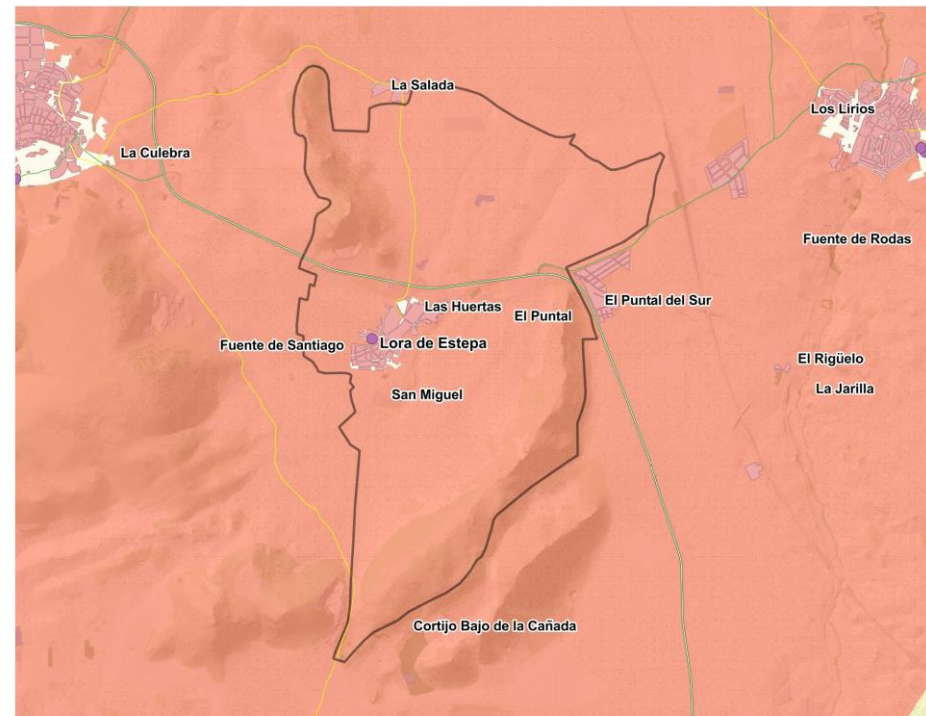 La Salada
Los Lirios
La Culebra
Fuente de Rodas
El Puntal del Sur
Las Huertas
El Puntal
Lora de Estepa
Fuente de Santiago
El Rigüelo
La Jarilla
San Miguel
Cortijo Bajo de la Cañada